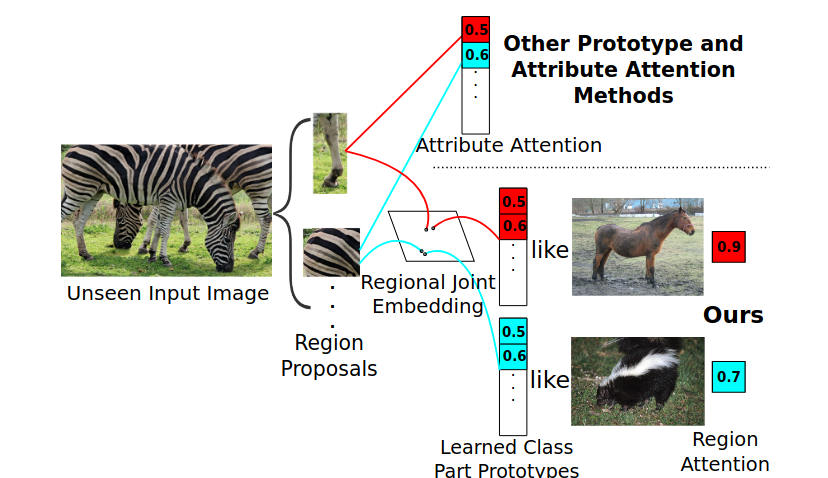 0.5
0.6
Other Prototype and
Attribute Attention
Methods
Attribute Attention
Unseen Input Image
Region
Proposals
Regional Joint
Embedding
0.5
0.6
like
0.9
Ours
0.5
0.6
like
0.7
Learned Class
Part Prototypes
Region
Attention